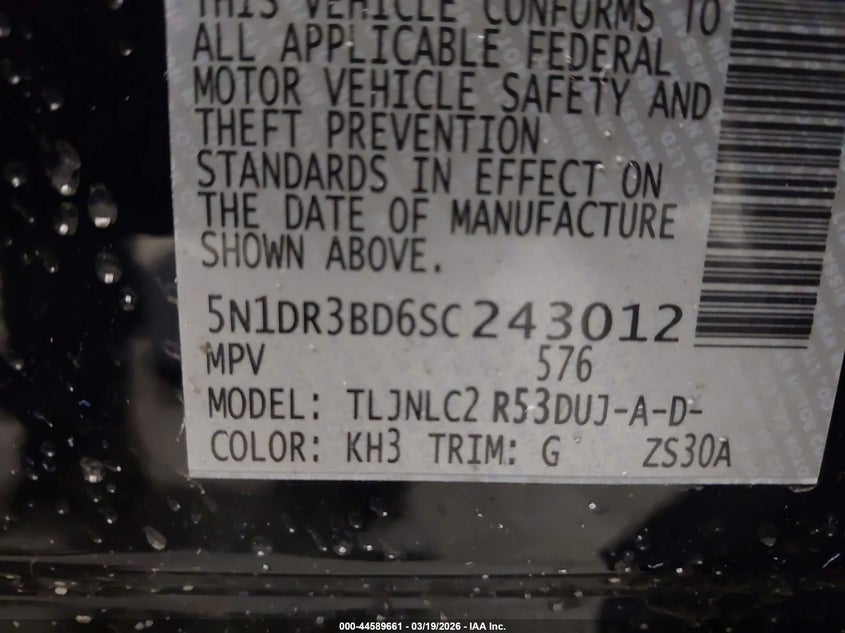 THIS VEHICLE CONFORMS TO
ALL APPLICABLE FEDERAL
MOTOR VEHICLE SAFETY AND
THEFT PREVENTION
STANDARDS IN EFFECT ON
THE DATE OF MANUFACTURE
SHOWN ABOVE.
5N1DR3BD6SC243012
MPV 576
MODEL: TLJNLC2 R53DUJ-A-D-
COLOR: KH3 TRIM: G ZS30A
000-44589661 - 03/19/2026 - IAA Inc.